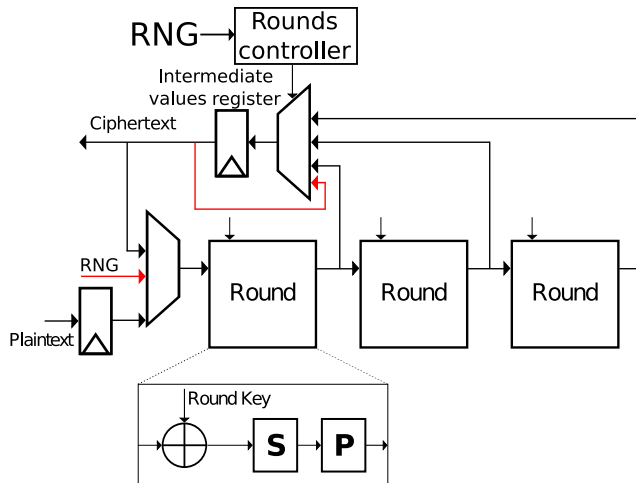 RNG
Rounds
controller
Intermediate
values register
Ciphertext
RNG
Plaintext
Round
Round
Round
Round Key
S
P